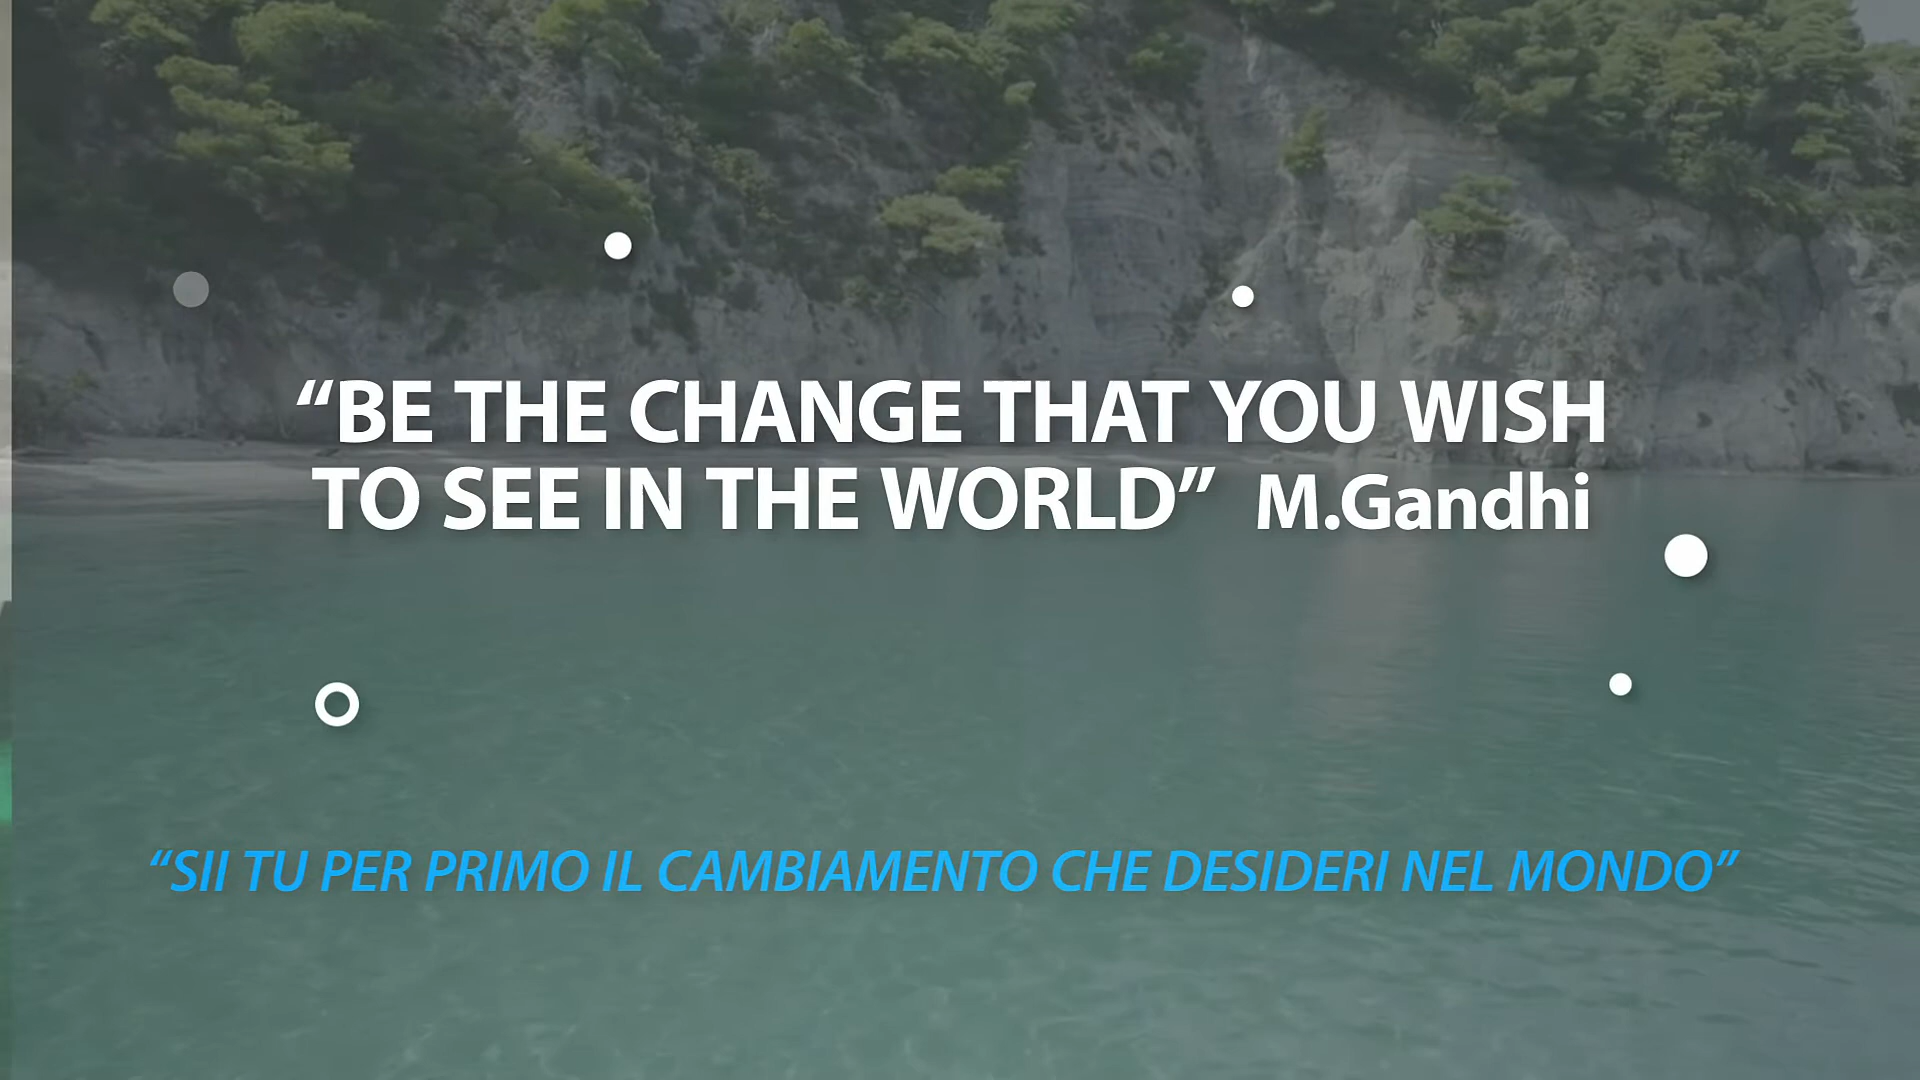 “BE THE CHANGE THAT YOU WISH
TO SEE IN THE WORLD” M.Gandhi
“SII TU PER PRIMO IL CAMBIAMENTO CHE DESIDERI NEL MONDO”